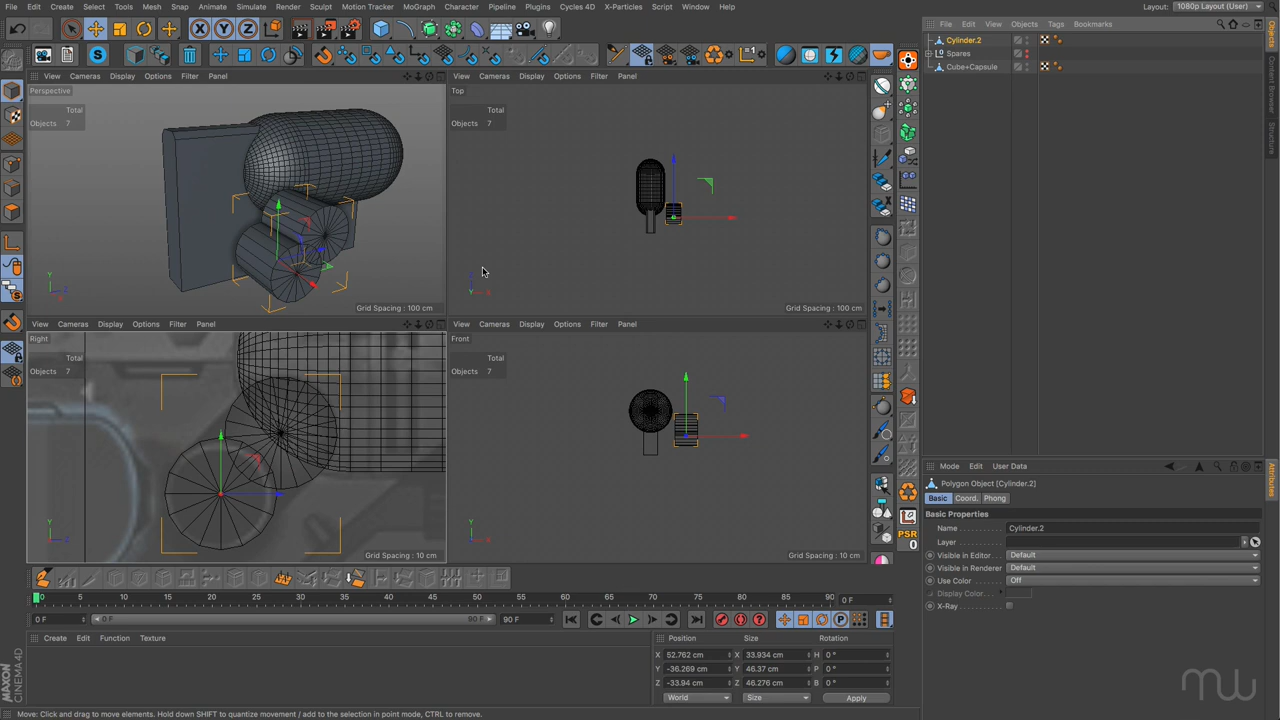 File Edit View Create Select Tools Mesh Snap Animate Simulate Render Sculpt Motion Tracker MoGraph Character Pipeline Plugins Cycles 4D X-Particles Script Window Layout: 1080p Layout (User)
File Edit View Objects Tags Bookmarks
Cylinder.2
Spares
Cube+Capsule
View Cameras Display Options Filter Panel
Perspective
Total
Objects 7
Grid Spacing : 100 cm
View Cameras Display Options Filter Panel
Top
Total
Objects 7
Grid Spacing : 100 cm
View Cameras Display Options Filter Panel
Right
Total
Objects 7
Grid Spacing : 10 cm
View Cameras Display Options Filter Panel
Front
Total
Objects 7
Grid Spacing : 10 cm
PSR
0
Objects
Content Browser
Structure
Attributes
Mode Edit User Data
Polygon Object [Cylinder.2]
Basic Coord. Phong
Basic Properties
Name Cylinder.2
Layer
Visible in Editor Default
Visible in Renderer Default
Use Color Off
Display Color
X-Ray
0 5 10 15 20 25 30 35 40 45 50 55 60 65 70 75 80 85 90 0 F
0 F 0 F 90 F 90 F
Create Edit Function Texture
Position Size Rotation
X 52.762 cm X 33.934 cm H 0 °
Y -36.269 cm Y 46.37 cm P 0 °
Z -33.94 cm Z 46.276 cm B 0 °
World Size Apply
MAXON
CINEMA 4D
mw
Move: Click and drag to move elements. Hold down SHIFT to quantize movement / add to the selection in point mode, CTRL to remove.